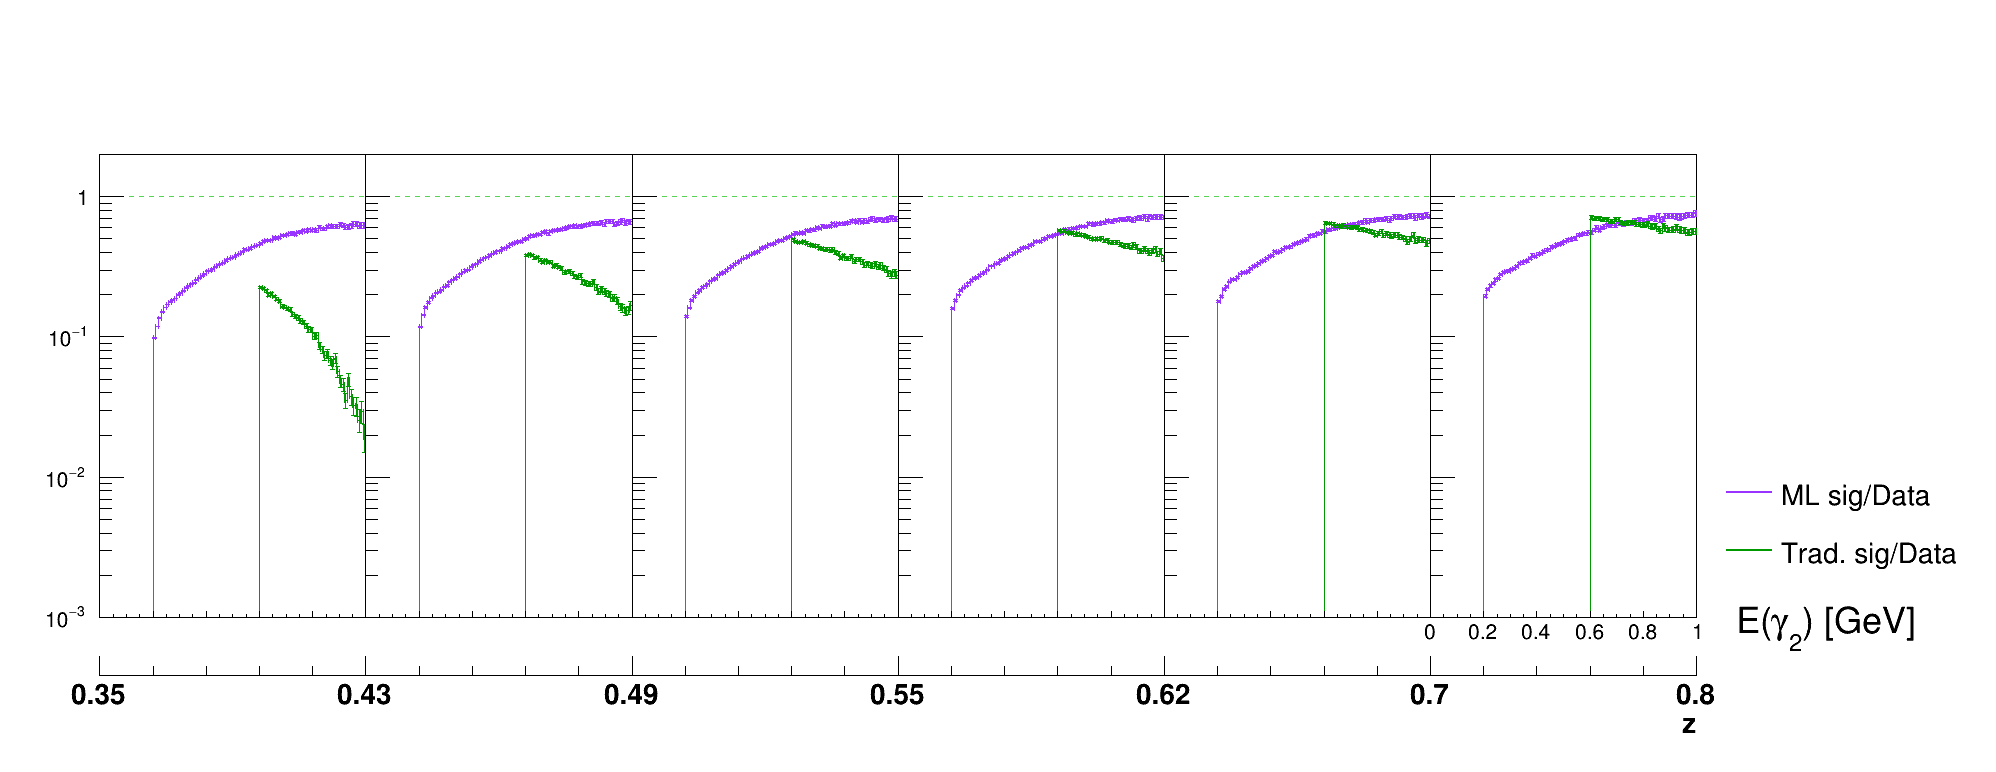 1
10⁻¹
10⁻²
10⁻³
ML sig/Data
Trad. sig/Data
E(γ₂) [GeV]
0 0.2 0.4 0.6 0.8 1
0.35 0.43 0.49 0.55 0.62 0.7 0.8
z